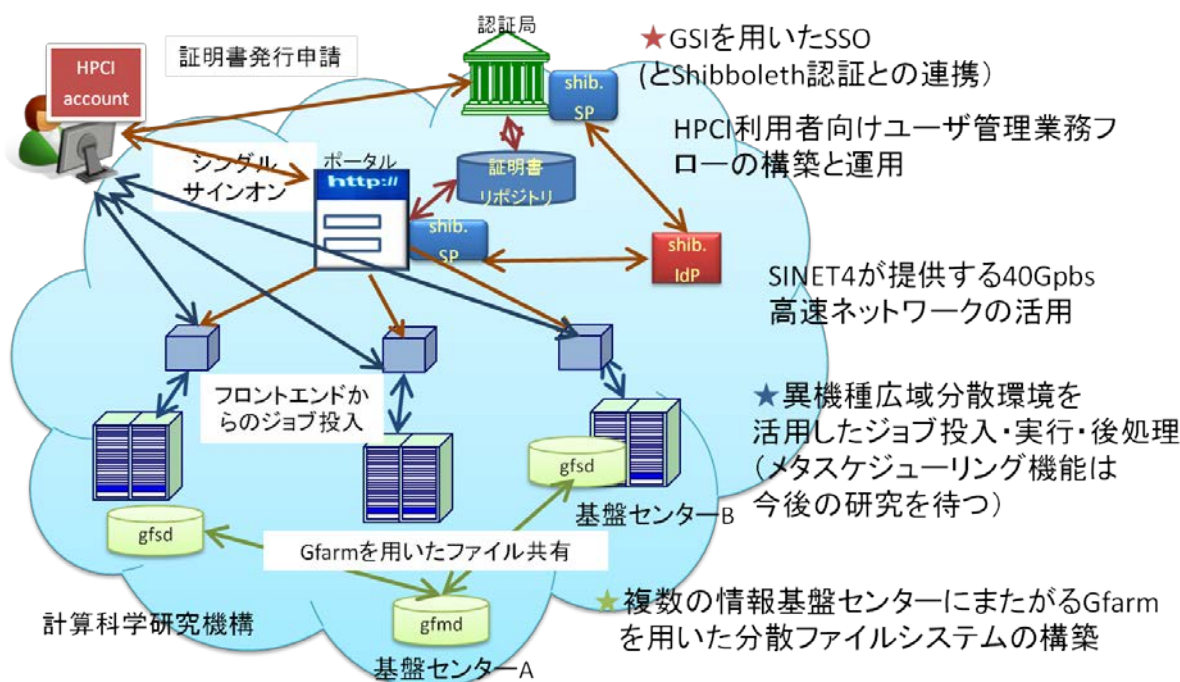 認証局
証明書発行申請
HPCI
account
shib.
SP
★GSIを用いたSSO
(とShibboleth認証との連携)
HPCI利用者向けユーザ管理業務フ
ローの構築と運用
シングル
サインオン
ポータル
http://
証明書
リポジトリ
shib.
SP
shib.
IdP
SINET4が提供する40Gpbs
高速ネットワークの活用
フロントエンドか
らのジョブ投入
★異機種広域分散環境を
活用したジョブ投入・実行・後処理
(メタスケジューリング機能は
今後の研究を待つ)
gfsd
基盤センターB
gfsd
Gfarmを用いたファイル共有
計算科学研究機構
gfmd
基盤センターA
★複数の情報基盤センターにまたがるGfarm
を用いた分散ファイルシステムの構築